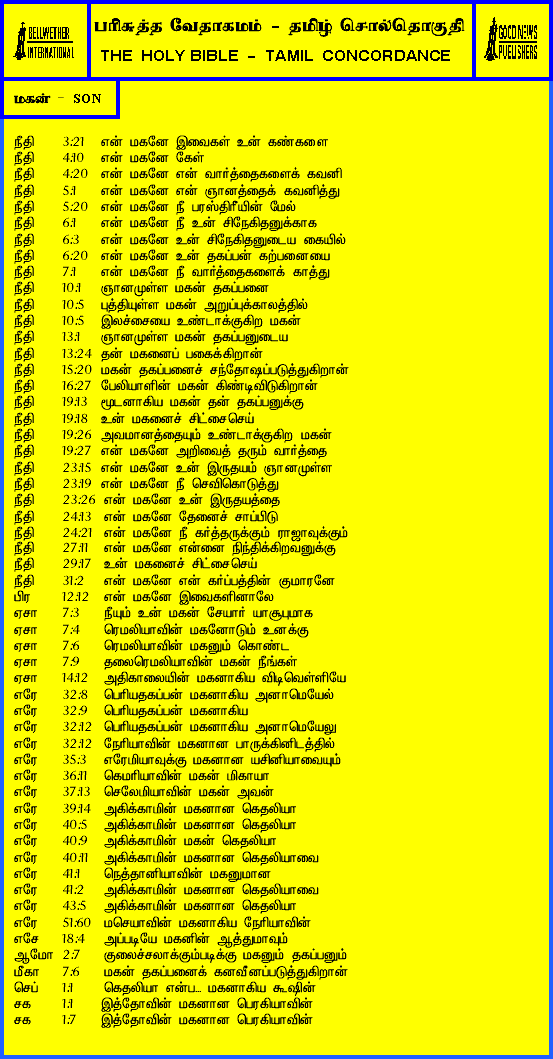 BELLWETHER
INTERNATIONAL
பரிசுத்த வேதாகமம் - தமிழ் சொல்தொகுதி
THE HOLY BIBLE - TAMIL CONCORDANCE
GOOD NEWS
PUBLISHERS
மகன் - SON
நீதி 3:21 என் மகனே இவைகள் உன் கண்களை
நீதி 4:10 என் மகனே கேள்
நீதி 4:20 என் மகனே என் வார்த்தைகளைக் கவனி
நீதி 5:1 என் மகனே என் ஞானத்தைக் கவனித்து
நீதி 5:20 என் மகனே நீ பரஸ்திரீயின் மேல்
நீதி 6:1 என் மகனே நீ உன் சிநேகிதனுக்காக
நீதி 6:3 என் மகனே உன் சிநேகிதனுடைய கையில்
நீதி 6:20 என் மகனே உன் தகப்பன் கற்பனையை
நீதி 7:1 என் மகனே நீ வார்த்தைகளைக் காத்து
நீதி 10:1 ஞானமுள்ள மகன் தகப்பனை
நீதி 10:5 புத்தியுள்ள மகன் அறுப்புக்காலத்தில்
நீதி 10:5 இலச்சையை உண்டாக்குகிற மகன்
நீதி 13:1 ஞானமுள்ள மகன் தகப்பனுடைய
நீதி 13:24 தன் மகனைப் பகைக்கிறான்
நீதி 15:20 மகன் தகப்பனைச் சந்தோஷப்படுத்துகிறான்
நீதி 16:27 பேலியாளின் மகன் கிண்டிவிடுகிறான்
நீதி 19:13 மூடனாகிய மகன் தன் தகப்பனுக்கு
நீதி 19:18 உன் மகனைச் சிட்சைசெய்
நீதி 19:26 அவமானத்தையும் உண்டாக்குகிற மகன்
நீதி 19:27 என் மகனே அறிவைத் தரும் வார்த்தை
நீதி 23:15 என் மகனே உன் இருதயம் ஞானமுள்ள
நீதி 23:19 என் மகனே நீ செவிகொடுத்து
நீதி 23:26 என் மகனே உன் இருதயத்தை
நீதி 24:13 என் மகனே தேனைச் சாப்பிடு
நீதி 24:21 என் மகனே நீ கர்த்தருக்கும் ராஜாவுக்கும்
நீதி 27:11 என் மகனே என்னை நிந்திக்கிறவனுக்கு
நீதி 29:17 உன் மகனைச் சிட்சைசெய்
நீதி 31:2 என் மகனே என் கர்ப்பத்தின் குமாரனே
பிர 12:12 என் மகனே இவைகளினாலே
ஏசா 7:3 நீயும் உன் மகன் சேயார் யாசூபுமாக
ஏசா 7:4 ரெமலியாவின் மகனோடும் உனக்கு
ஏசா 7:6 ரெமலியாவின் மகனும் கொண்ட
ஏசா 7:9 தலைரெமலியாவின் மகன் நீங்கள்
ஏசா 14:12 அதிகாலையின் மகனாகிய விடிவெள்ளியே
எரே 32:8 பெரியதகப்பன் மகனாகிய அனாமெயேல்
எரே 32:9 பெரியதகப்பன் மகனாகிய
எரே 32:12 பெரியதகப்பன் மகனாகிய அனாமெயேலு
எரே 32:12 நேரியாவின் மகனான பாருக்கினிடத்தில்
எரே 35:3 எரேமியாவுக்கு மகனான யசினியாவையும்
எரே 36:11 கெமரியாவின் மகன் மிகாயா
எரே 37:13 செலேமியாவின் மகன் அவன்
எரே 39:14 அகிக்காமின் மகனான கெதலியா
எரே 40:5 அகிக்காமின் மகனான கெதலியா
எரே 40:9 அகிக்காமின் மகன் கெதலியா
எரே 40:11 அகிக்காமின் மகனான கெதலியாவை
எரே 41:1 நெத்தானியாவின் மகனுமான
எரே 41:2 அகிக்காமின் மகனான கெதலியாவை
எரே 43:5 அகிக்காமின் மகனான கெதலியா
எரே 51:60 மசெயாவின் மகனாகிய நேரியாவின்
எசே 18:4 அப்படியே மகனின் ஆத்துமாவும்
ஆமோ 2:7 குலைச்சலாக்கும்படிக்கு மகனும் தகப்பனும்
மீகா 7:6 மகன் தகப்பனைக் கனவீனப்படுத்துகிறான்
செப் 1:1 கெதலியா என்ப... மகனாகிய கூஷின்
சக 1:1 இத்தோவின் மகனான பெரகியாவின்
சக 1:7 இத்தோவின் மகனான பெரகியாவின்